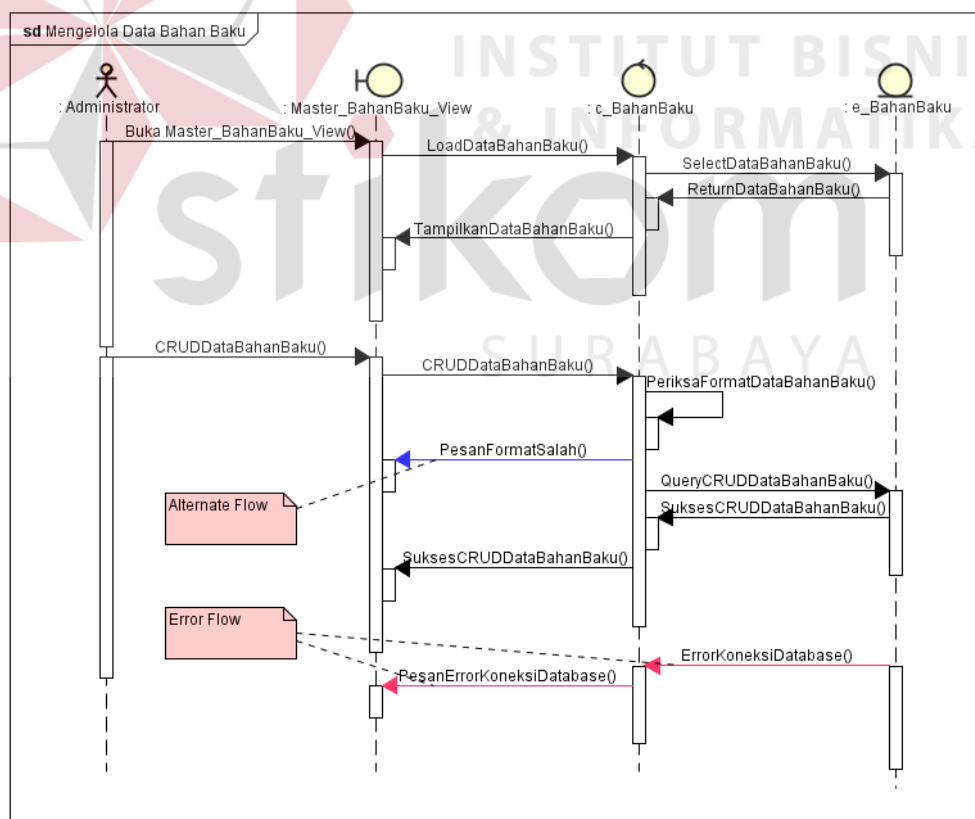 sd Mengelola Data Bahan Baku
INSTITUT BISNI
& INFORMATIKA
stikom
SURABAYA
: Administrator
: Master_BahanBaku_View
: c_BahanBaku
: e_BahanBaku
Buka Master_BahanBaku_View()
LoadDataBahanBaku()
SelectDataBahanBaku()
ReturnDataBahanBaku()
TampilkanDataBahanBaku()
CRUDDataBahanBaku()
CRUDDataBahanBaku()
PeriksaFormatDataBahanBaku()
PesanFormatSalah()
QueryCRUDDataBahanBaku()
Alternate Flow
SuksesCRUDDataBahanBaku()
SuksesCRUDDataBahanBaku()
Error Flow
ErrorKoneksiDatabase()
PesanErrorKoneksiDatabase()